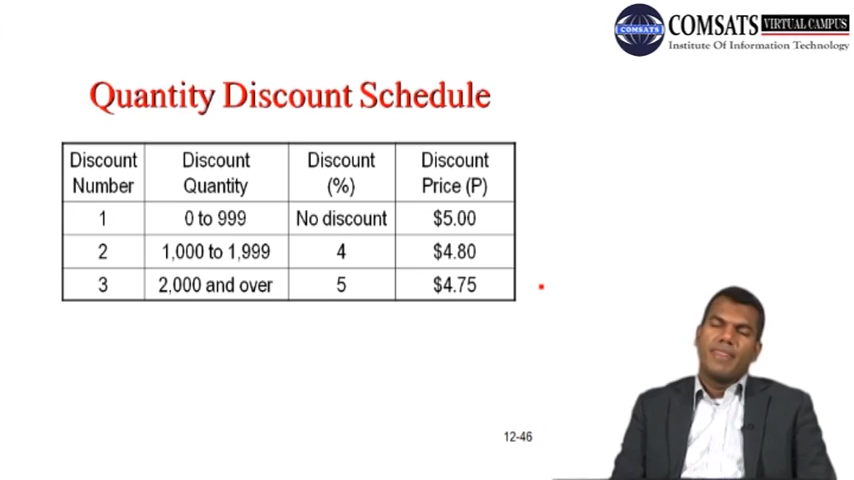 COMSATS
COMSATS VIRTUAL CAMPUS
Institute Of Information Technology
Quantity Discount Schedule
Discount Number Discount Quantity Discount (%) Discount Price (P)
1 0 to 999 No discount $5.00
2 1,000 to 1,999 4 $4.80
3 2,000 and over 5 $4.75
12-46